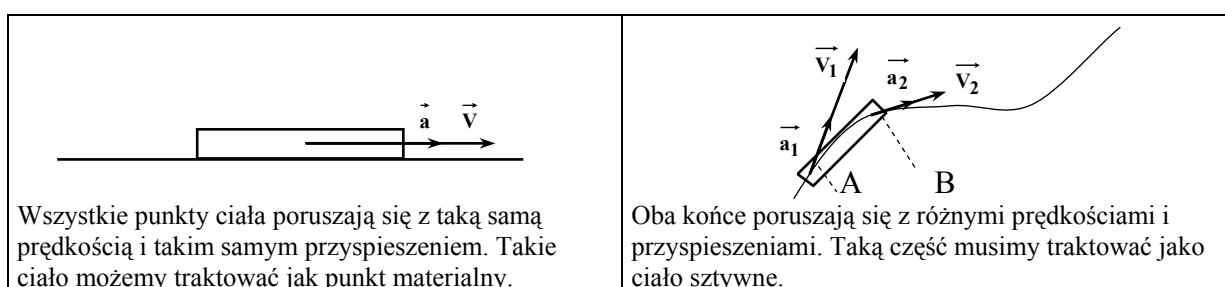 a V
Wszystkie punkty ciała poruszają się z taką samą
prędkością i takim samym przyspieszeniem. Takie
ciało możemy traktować jak punkt materialny.
V1 a2 V2
a1
A B
Oba końce poruszają się z różnymi prędkościami i
przyspieszeniami. Taką część musimy traktować jako
ciało sztywne.